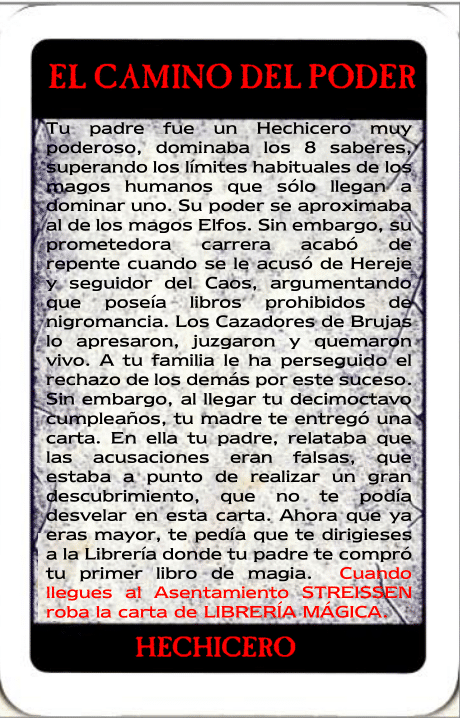 EL CAMINO DEL PODER
Tu padre fue un Hechicero muy
poderoso, dominaba los 8 saberes,
superando los límites habituales de los
magos humanos que sólo llegan a
dominar uno. Su poder se aproximaba
al de los magos Elfos. Sin embargo, su
prometedora carrera acabó de
repente cuando se le acusó de Hereje
y seguidor del Caos, argumentando
que poseía libros prohibidos de
nigromancia. Los Cazadores de Brujas
lo apresaron, juzgaron y quemaron
vivo. A tu familia le ha perseguido el
rechazo de los demás por este suceso.
Sin embargo, al llegar tu decimoctavo
cumpleaños, tu madre te entregó una
carta. En ella tu padre, relataba que
las acusaciones eran falsas, que
estaba a punto de realizar un gran
descubrimiento, que no te podía
desvelar en esta carta. Ahora que ya
eras mayor, te pedía que te dirigieses
a la Librería donde tu padre te compró
tu primer libro de magia. Cuando
llegues al Asentamiento STREISSEN
roba la carta de LIBRERÍA MÁGICA.
HECHICERO